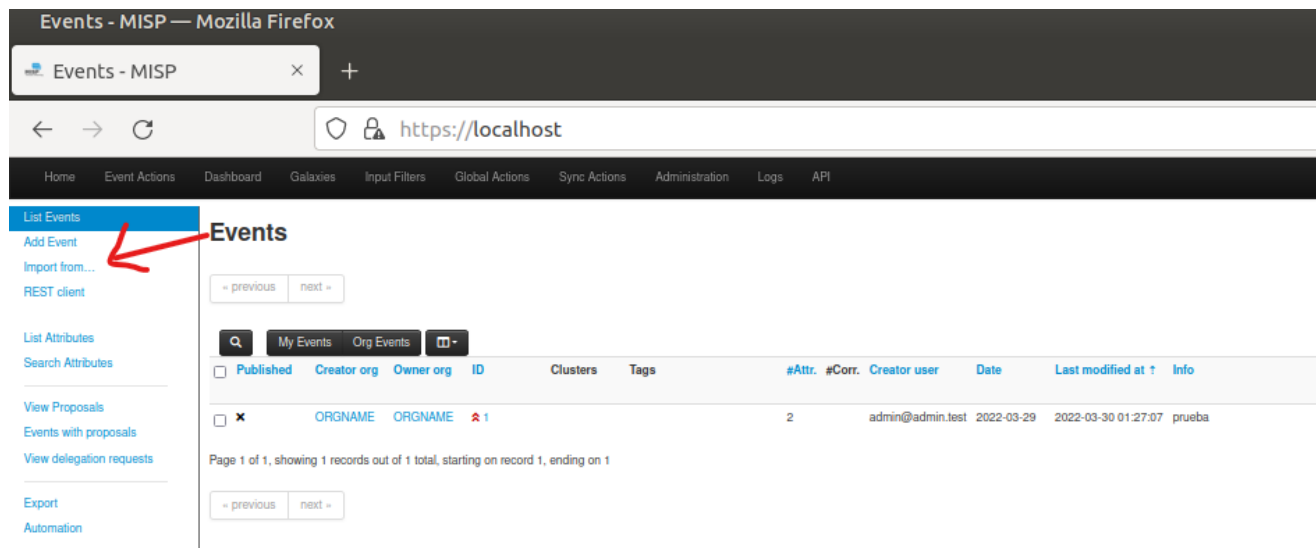 Events - MISP — Mozilla Firefox
Events - MISP
https://localhost
Home Event Actions Dashboard Galaxies Input Filters Global Actions Sync Actions Administration Logs API
List Events
Add Event
Import from...
REST client
List Attributes
Search Attributes
View Proposals
Events with proposals
View delegation requests
Export
Automation
Events
« previous next »
My Events Org Events
Published Creator org Owner org ID Clusters Tags #Attr. #Corr. Creator user Date Last modified at ↑ Info
ORGNAME ORGNAME 1 2 admin@admin.test 2022-03-29 2022-03-30 01:27:07 prueba
Page 1 of 1, showing 1 records out of 1 total, starting on record 1, ending on 1
« previous next »